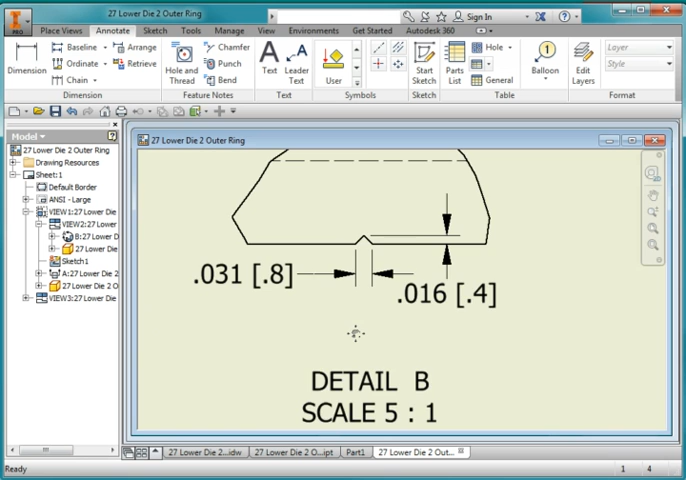 27 Lower Die 2 Outer Ring
Sign In
PRO
Place Views
Annotate
Sketch
Tools
Manage
View
Environments
Get Started
Autodesk 360
Dimension
Baseline
Ordinate
Chain
Arrange
Retrieve
Dimension
Hole and
Thread
Chamfer
Punch
Bend
Feature Notes
Text
Leader
Text
Text
User
Symbols
Start
Sketch
Sketch
Parts
List
Hole
General
Table
1
Balloon
Edit
Layers
Layer
Style
Format
Model
27 Lower Die 2 Outer Ring
Drawing Resources
Sheet:1
Default Border
ANSI - Large
VIEW1:27 Lower Die
VIEW2:27 Lower
B:27 Lower D
27 Lower Die
Sketch1
A:27 Lower Die 2
27 Lower Die 2 O
VIEW3:27 Lower Die
27 Lower Die 2 Outer Ring
.031 [.8]
.016 [.4]
DETAIL B
SCALE 5 : 1
27 Lower Die 2...idw
27 Lower Die 2 O...ipt
Part1
27 Lower Die 2 Out...
Ready
1
4